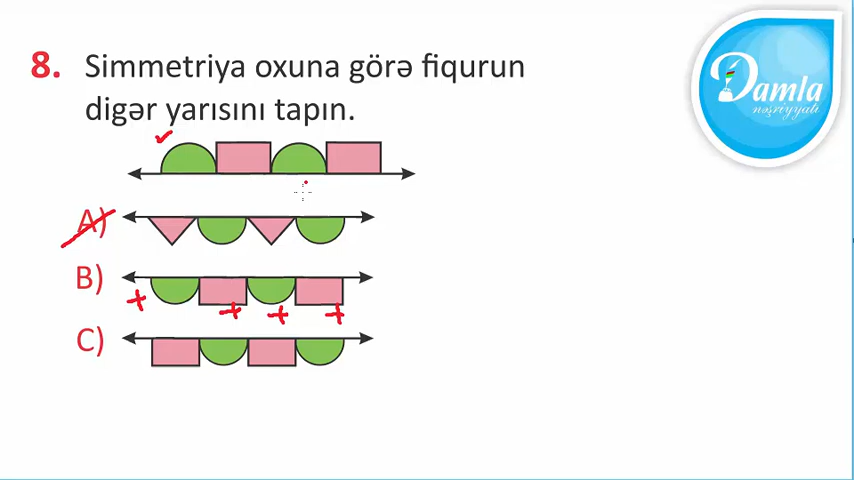 8. Simmetriya oxuna görə fiqurun
digər yarısını tapın.
Damla
nəşriyyatı
A)
B)
C)